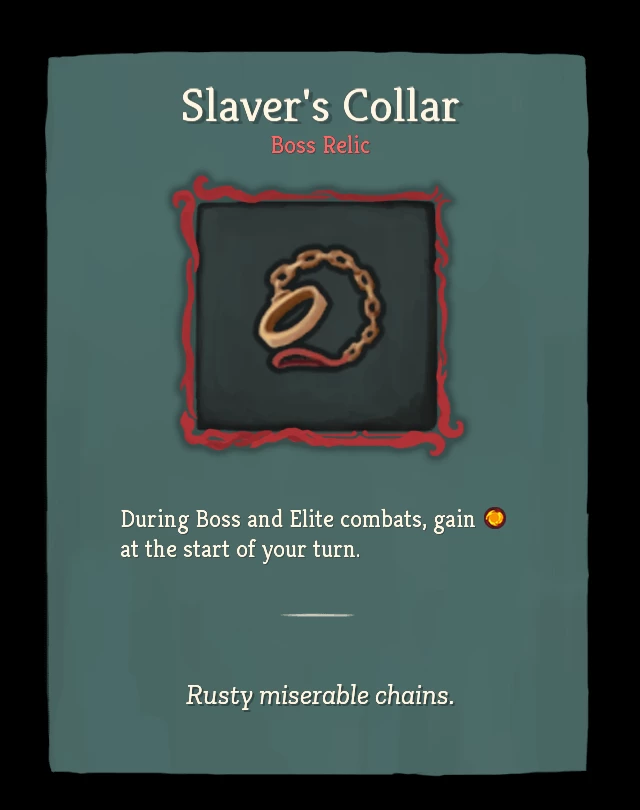 Slaver's Collar
Boss Relic
During Boss and Elite combats, gain
at the start of your turn.
Rusty miserable chains.